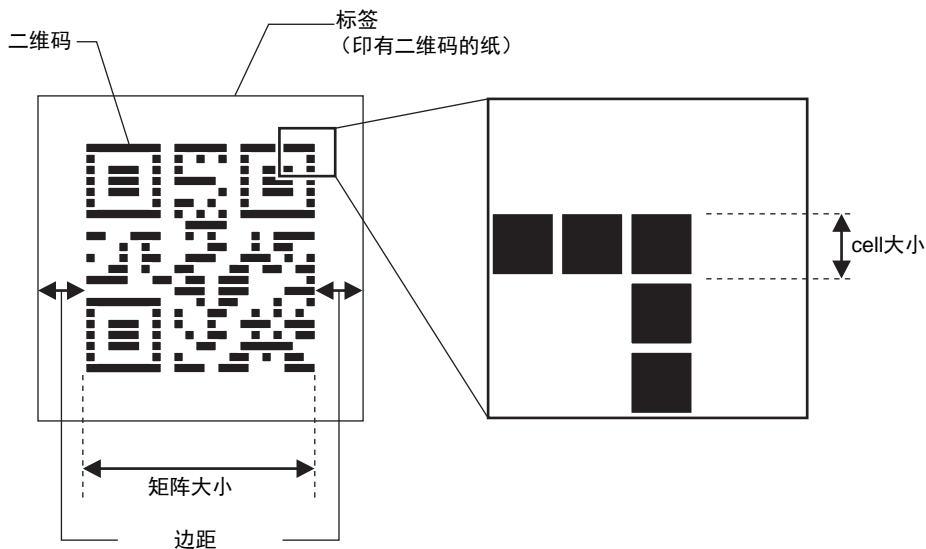 标签
二维码
（印有二维码的纸）
cell大小
矩阵大小
边距